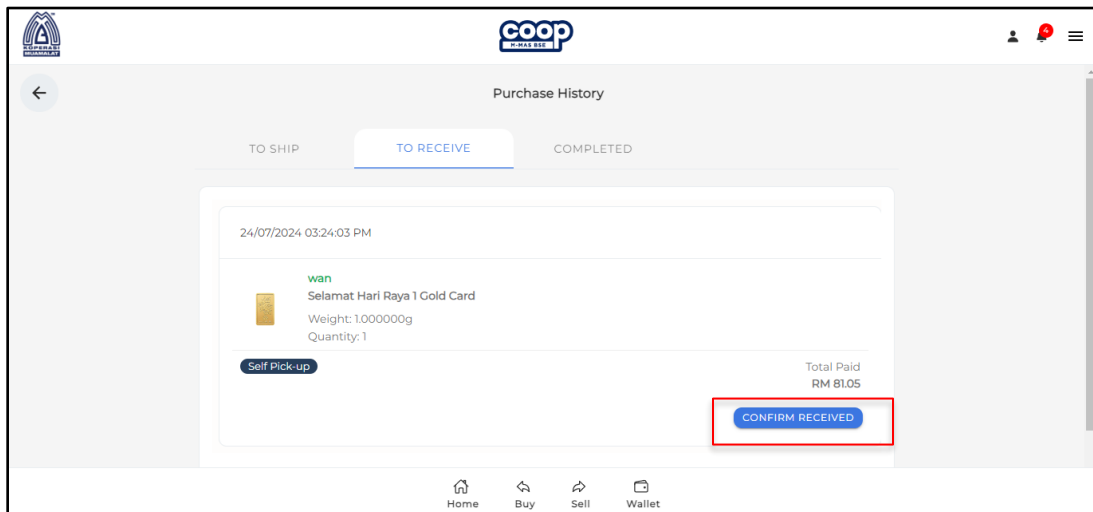 KOPERASI
MUAMALAT
coop
H-MAS BSE
4
Purchase History
TO SHIP
TO RECEIVE
COMPLETED
24/07/2024 03:24:03 PM
wan
Selamat Hari Raya 1 Gold Card
Weight: 1.000000g
Quantity: 1
Self Pick-up
Total Paid
RM 81.05
CONFIRM RECEIVED
Home
Buy
Sell
Wallet